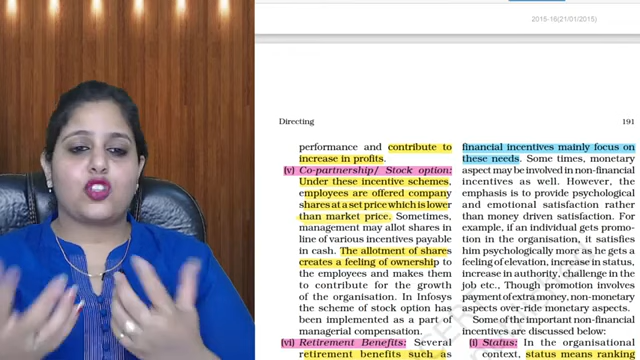 2015-16(21/01/2015)
Directing
191
performance and contribute to
increase in profits.
(v) Co-partnership/ Stock option:
Under these incentive schemes,
employees are offered company
shares at a set price which is lower
than market price. Sometimes,
management may allot shares in
line of various incentives payable
in cash. The allotment of share
creates a feeling of ownership to
the employees and makes them
to contribute for the growth
of the organisation. In Infosys
the scheme of stock option has
been implemented as a part of
managerial compensation.
(vi) Retirement Benefits: Several
retirement benefits such as
financial incentives mainly focus on
these needs. Some times, monetary
aspect may be involved in non-financial
incentives as well. However, the
emphasis is to provide psychological
and emotional satisfaction rather
than money driven satisfaction. For
example, if an individual gets promo-
tion in the organisation, it satisfies
him psychologically more as he gets a
feeling of elevation, increase in status,
increase in authority, challenge in the
job etc., Though promotion involves
payment of extra money, non-monetary
aspects over-ride monetary aspects.
Some of the important non-financial
incentives are discussed below:
(i) Status: In the organisational
context, status means ranking